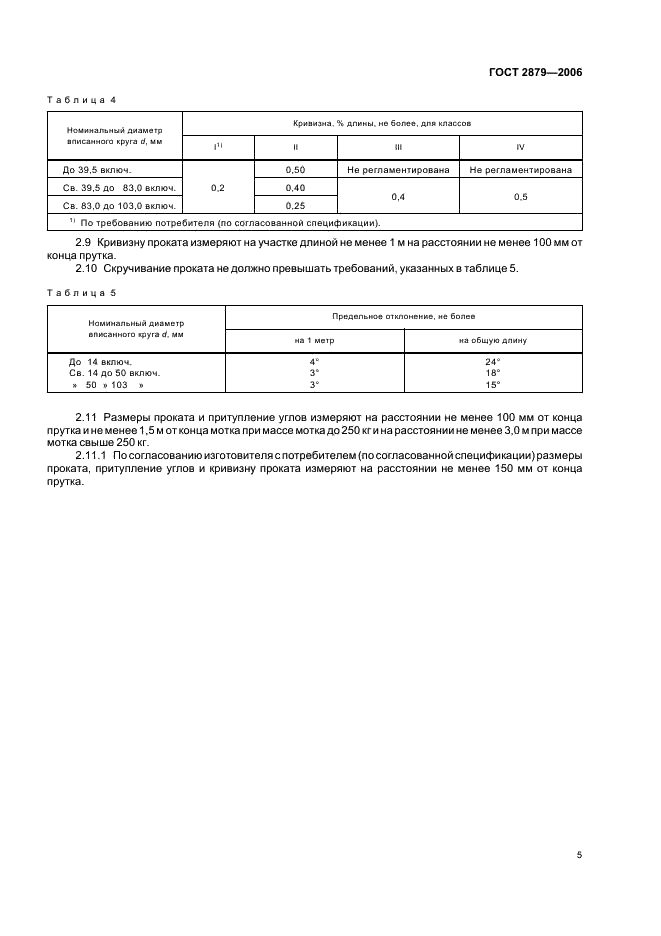 ГОСТ 2879—2006
Таблица 4
Номинальный диаметр вписанного круга d, мм
Кривизна, % длины, не более, для классов
I¹⁾ II III IV
До 39,5 включ. 0,2 0,50 Не регламентирована Не регламентирована
Св. 39,5 до 83,0 включ. 0,40 0,4 0,5
Св. 83,0 до 103,0 включ. 0,25
¹⁾ По требованию потребителя (по согласованной спецификации).
2.9 Кривизну проката измеряют на участке длиной не менее 1 м на расстоянии не менее 100 мм от
конца прутка.
2.10 Скручивание проката не должно превышать требований, указанных в таблице 5.
Таблица 5
Номинальный диаметр вписанного круга d, мм
Предельное отклонение, не более
на 1 метр на общую длину
До 14 включ. 4° 24°
Св. 14 до 50 включ. 3° 18°
» 50 » 103 » 3° 15°
2.11 Размеры проката и притупление углов измеряют на расстоянии не менее 100 мм от конца
прутка и не менее 1,5 м от конца мотка при массе мотка до 250 кг и на расстоянии не менее 3,0 м при массе
мотка свыше 250 кг.
2.11.1 По согласованию изготовителя с потребителем (по согласованной спецификации) размеры
проката, притупление углов и кривизну проката измеряют на расстоянии не менее 150 мм от конца
прутка.
5